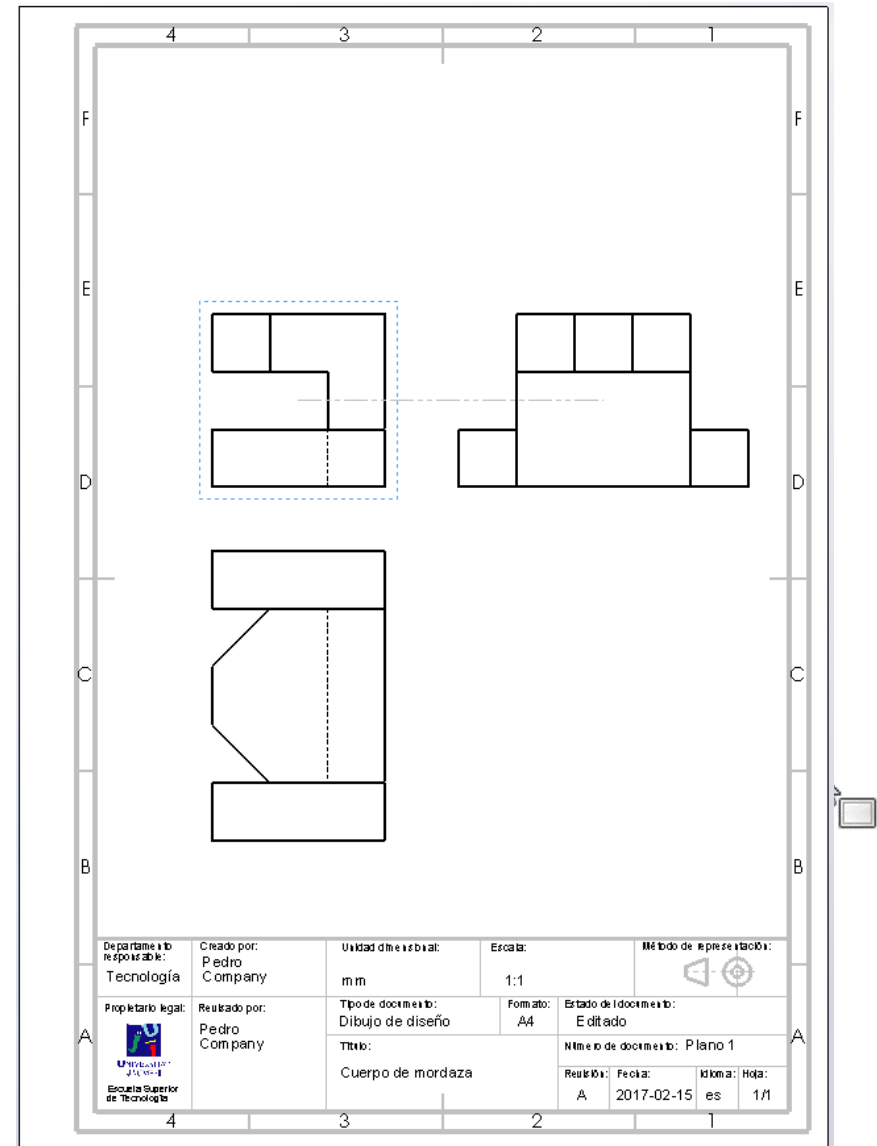 4 3 2 1
F F
E E
D D
C C
B B
A A
Departamento responsable:
Tecnología
Creado por:
Pedro
Company
Unidad dimensional:
mm
Escala:
1:1
Método de representación:
Propietario legal:
UNIVERSITAT
JAUME I
Escuela Superior
de Tecnología
Revisado por:
Pedro
Company
Tipo de documento:
Dibujo de diseño
Formato:
A4
Estado del documento:
Editado
Título:
Cuerpo de mordaza
Número de documento: Plano 1
Revisión:
A
Fecha:
2017-02-15
Idioma:
es
Hoja:
1/1
4 3 2 1